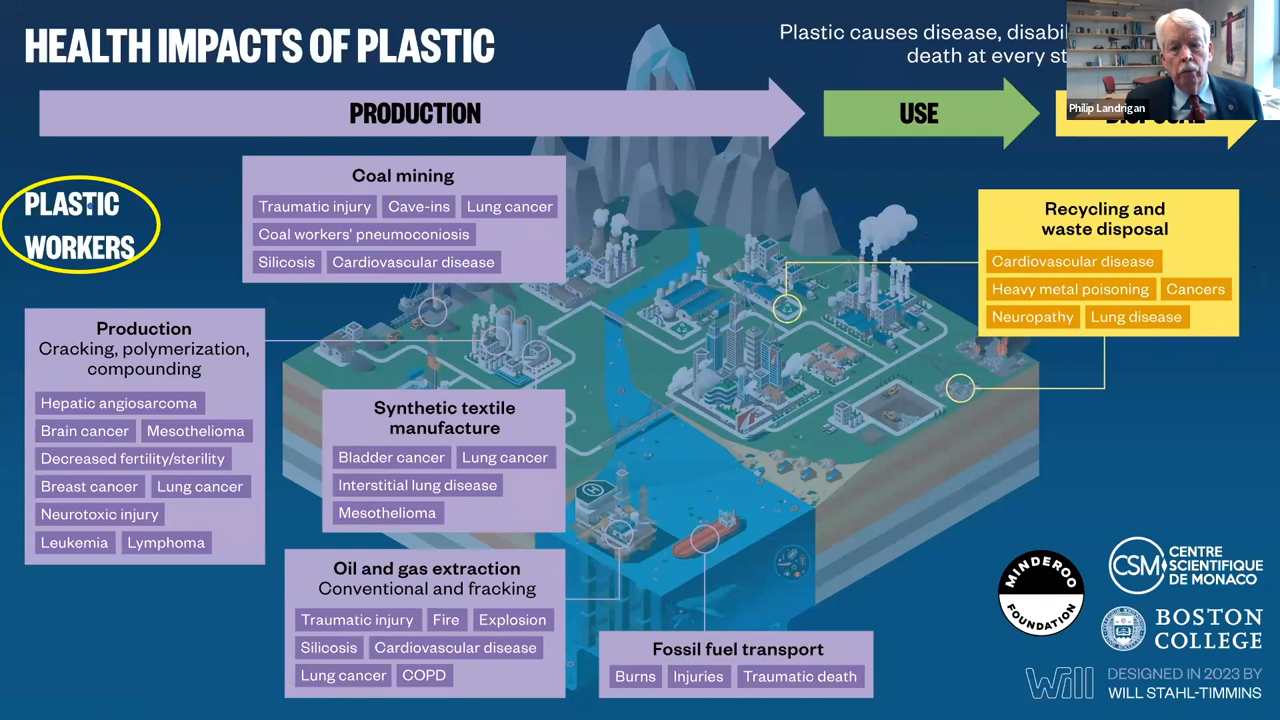 HEALTH IMPACTS OF PLASTIC
Plastic causes disease,
death at every
Philip Landrigan
PRODUCTION
USE
PLASTIC
WORKERS
Coal mining
Traumatic injury Cave-ins Lung cancer
Coal workers' pneumoconiosis
Silicosis Cardiovascular disease
Recycling and
waste disposal
Cardiovascular disease
Heavy metal poisoning Cancers
Neuropathy Lung disease
Production
Cracking, polymerization,
compounding
Hepatic angiosarcoma
Brain cancer Mesothelioma
Decreased fertility/sterility
Breast cancer Lung cancer
Neurotoxic injury
Leukemia Lymphoma
Synthetic textile
manufacture
Bladder cancer Lung cancer
Interstitial lung disease
Mesothelioma
Oil and gas extraction
Conventional and fracking
Traumatic injury Fire Explosion
Silicosis Cardiovascular disease
Lung cancer COPD
Fossil fuel transport
Burns Injuries Traumatic death
H
MINDEROO
FOUNDATION
CSM CENTRE
SCIENTIFIQUE
DE MONACO
BOSTON
COLLEGE
Will DESIGNED IN 2023 BY
WILL STAHL-TIMMINS